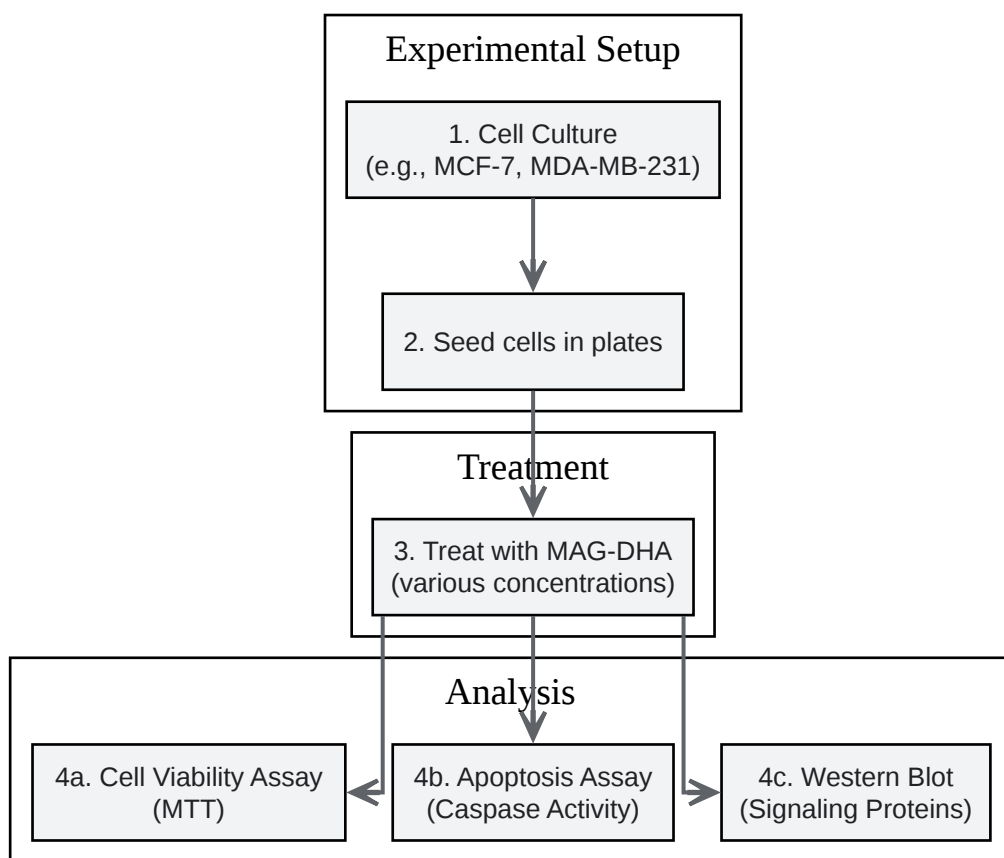 Experimental Setup
1. Cell Culture
(e.g., MCF-7, MDA-MB-231)
2. Seed cells in plates
Treatment
3. Treat with MAG-DHA
(various concentrations)
Analysis
4a. Cell Viability Assay
(MTT)
4b. Apoptosis Assay
(Caspase Activity)
4c. Western Blot
(Signaling Proteins)